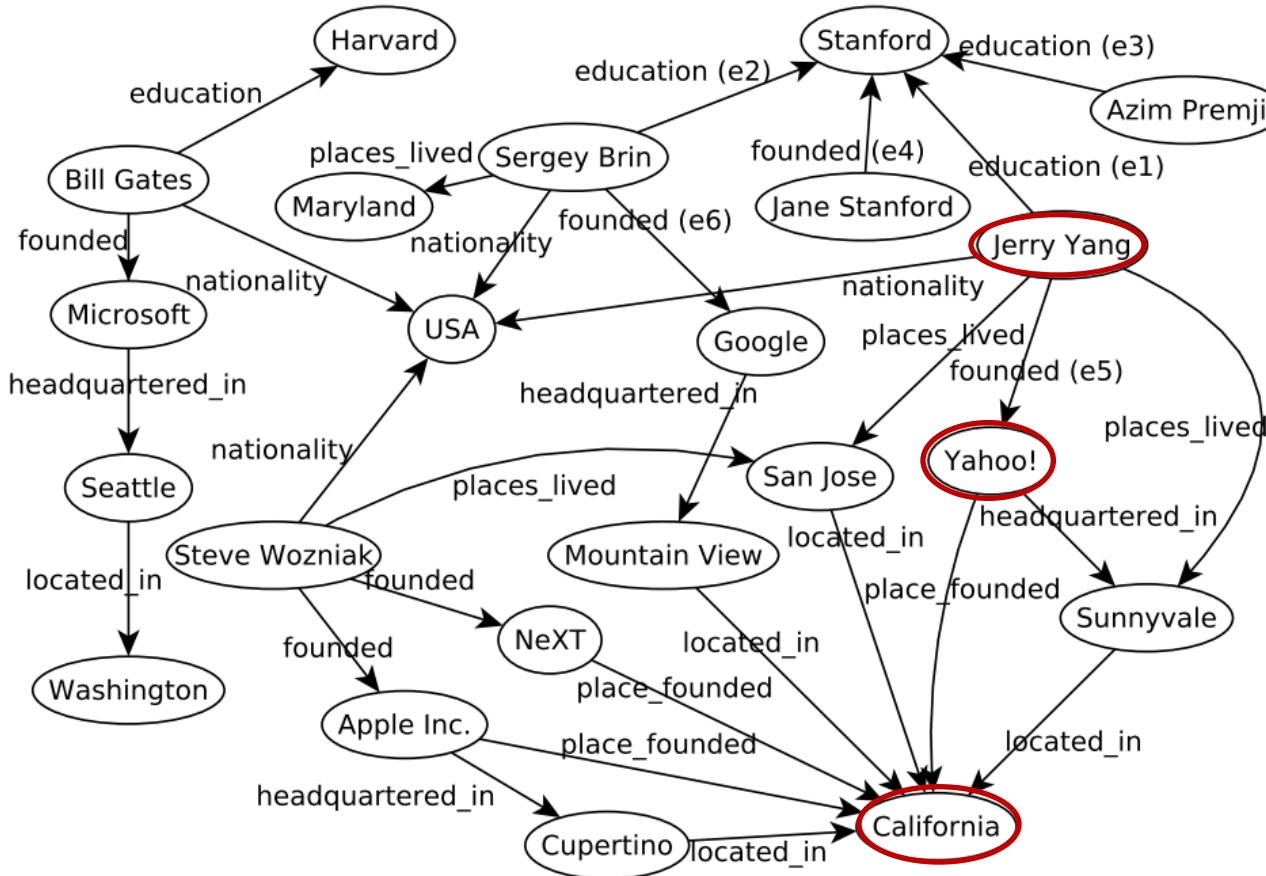 Harvard
Stanford
education (e3)
education (e2)
education
Azim Premji
places_lived
Sergey Brin
founded (e4)
education (e1)
Bill Gates
Maryland
Jane Stanford
founded (e6)
founded
nationality
Jerry Yang
nationality
nationality
Microsoft
USA
Google
places_lived
founded (e5)
headquartered_in
headquartered_in
places_lived
nationality
San Jose
Yahoo!
Seattle
places_lived
headquartered_in
located_in
Steve Wozniak
founded
Mountain View
located_in
place_founded
Sunnyvale
founded
NeXT
located_in
Washington
place_founded
Apple Inc.
place_founded
located_in
headquartered_in
California
Cupertino
located_in